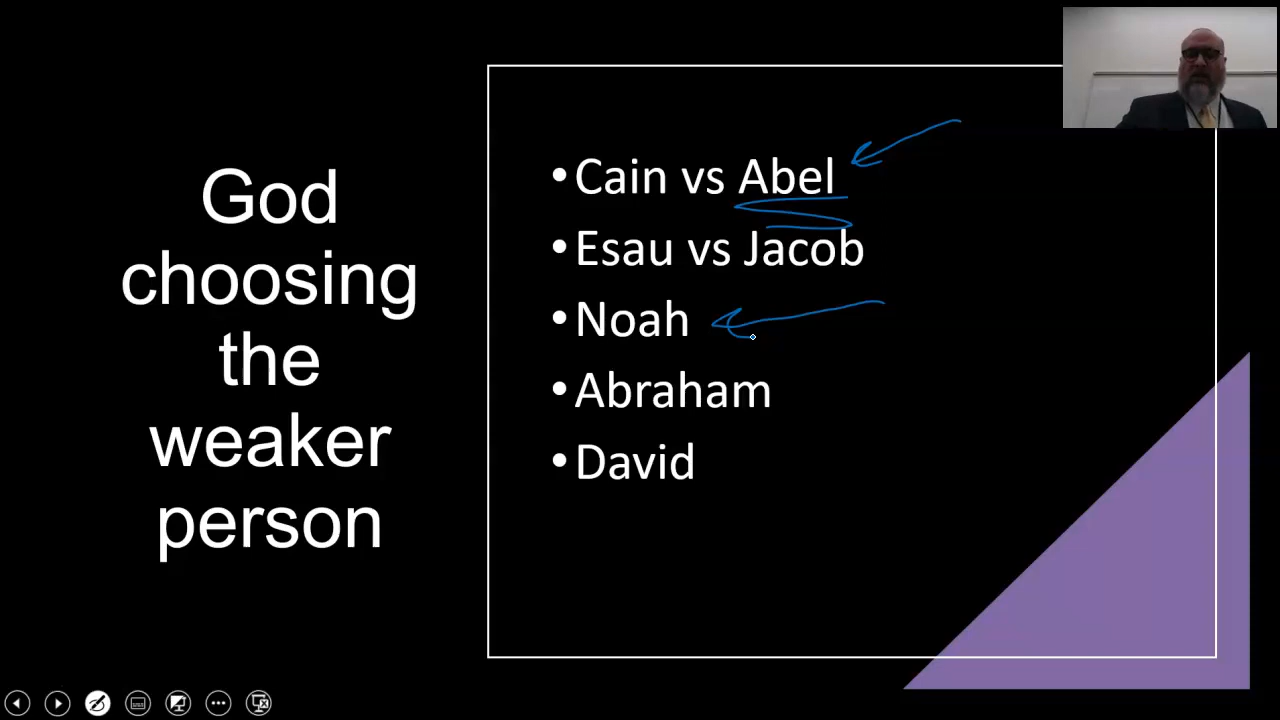 God
choosing
the
weaker
person
•Cain vs Abel
•Esau vs Jacob
•Noah
•Abraham
•David